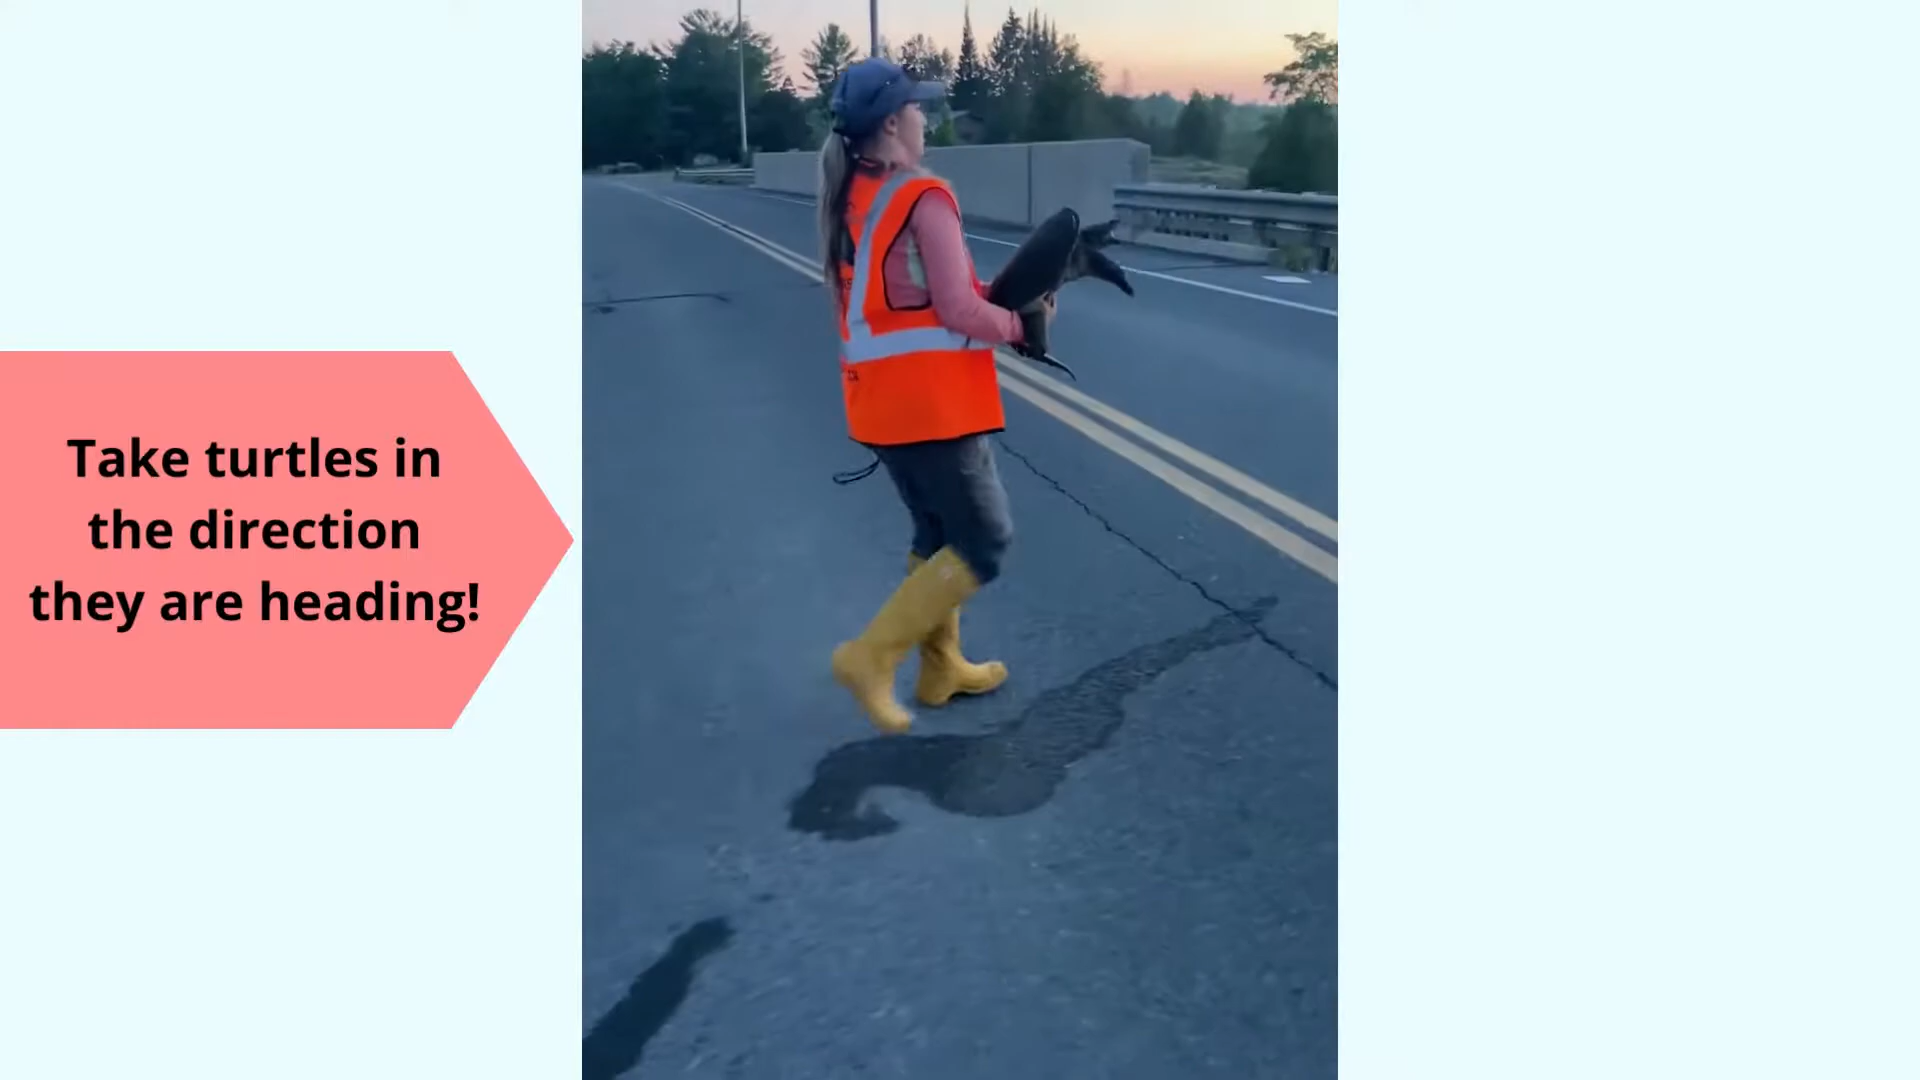 Take turtles in
the direction
they are heading!